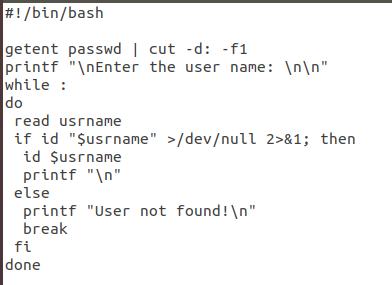 #!/bin/bash

getent passwd | cut -d: -f1
printf "\nEnter the user name: \n\n"
while :
do
 read usrname
 if id "$usrname" >/dev/null 2>&1; then
  id $usrname
  printf "\n"
 else
  printf "User not found!\n"
  break
 fi
done